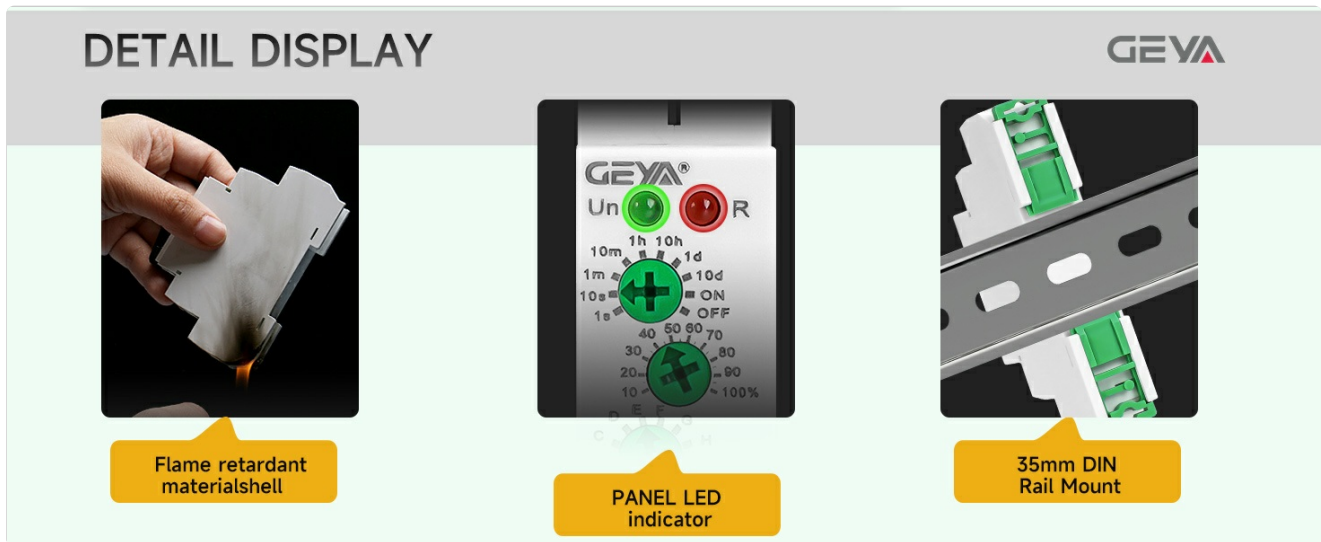 DETAIL DISPLAY
GEYA
GEYA®
Un R
1h 10h
10m 1d
1m 10d
10s ON
1s OFF
50 60
40 70
30 80
20 90
10 100%
E F
D G
C H
Flame retardant
materialshell
PANEL LED
indicator
35mm DIN
Rail Mount